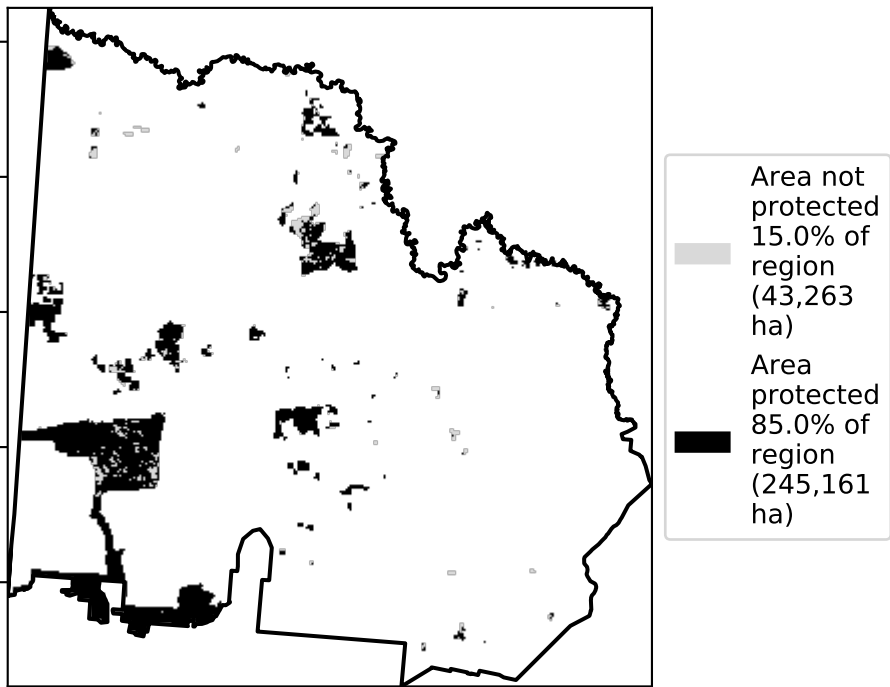 Area not
protected
15.0% of
region
(43,263
ha)
Area
protected
85.0% of
region
(245,161
ha)